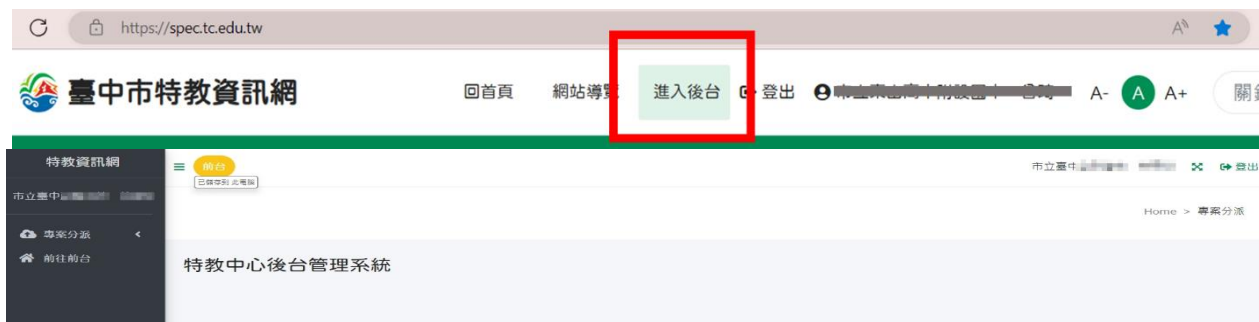 https://spec.tc.edu.tw
臺中市特教資訊網 回首頁 網站導覽 進入後台 登出 A- A A+
特教資訊網 前台 市立臺中 登出
已儲存到 此電腦
市立臺中
Home > 專案分派
專案分派
前往前台
特教中心後台管理系統